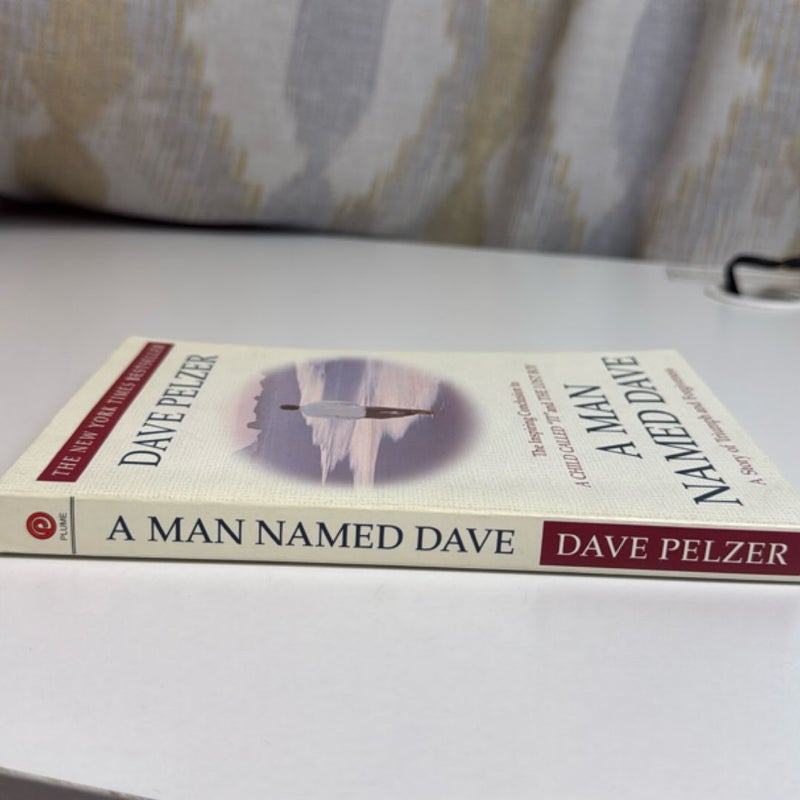 THE NEW YORK TIMES BESTSELLER
DAVE PELZER
The Inspiring Conclusion to
A CHILD CALLED "IT" and THE LOST BOY
A MAN
NAMED DAVE
A Story of Triumph and Forgiveness
PLUME
A MAN NAMED DAVE
DAVE PELZER